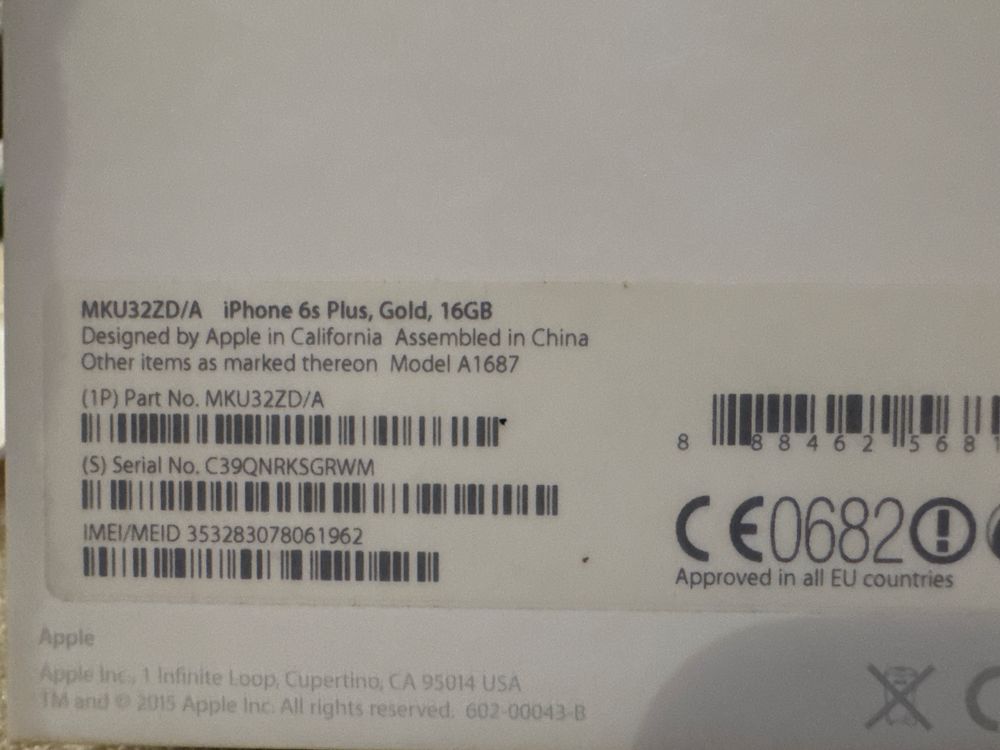 MKU32ZD/A iPhone 6s Plus, Gold, 16GB
Designed by Apple in California Assembled in China
Other items as marked thereon Model A1687
(1P) Part No. MKU32ZD/A
(S) Serial No. C39QNRKSGRWM
IMEI/MEID 353283078061962
8 88462 5681
CE0682
Approved in all EU countries
Apple
Apple Inc., 1 Infinite Loop, Cupertino, CA 95014 USA
TM and © 2015 Apple Inc. All rights reserved. 602-00043-B